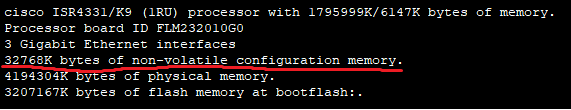 cisco ISR4331/K9 (1RU) processor with 1795999K/6147K bytes of memory.
Processor board ID FLM232010G0
3 Gigabit Ethernet interfaces
32768K bytes of non-volatile configuration memory.
4194304K bytes of physical memory.
3207167K bytes of flash memory at bootflash:.